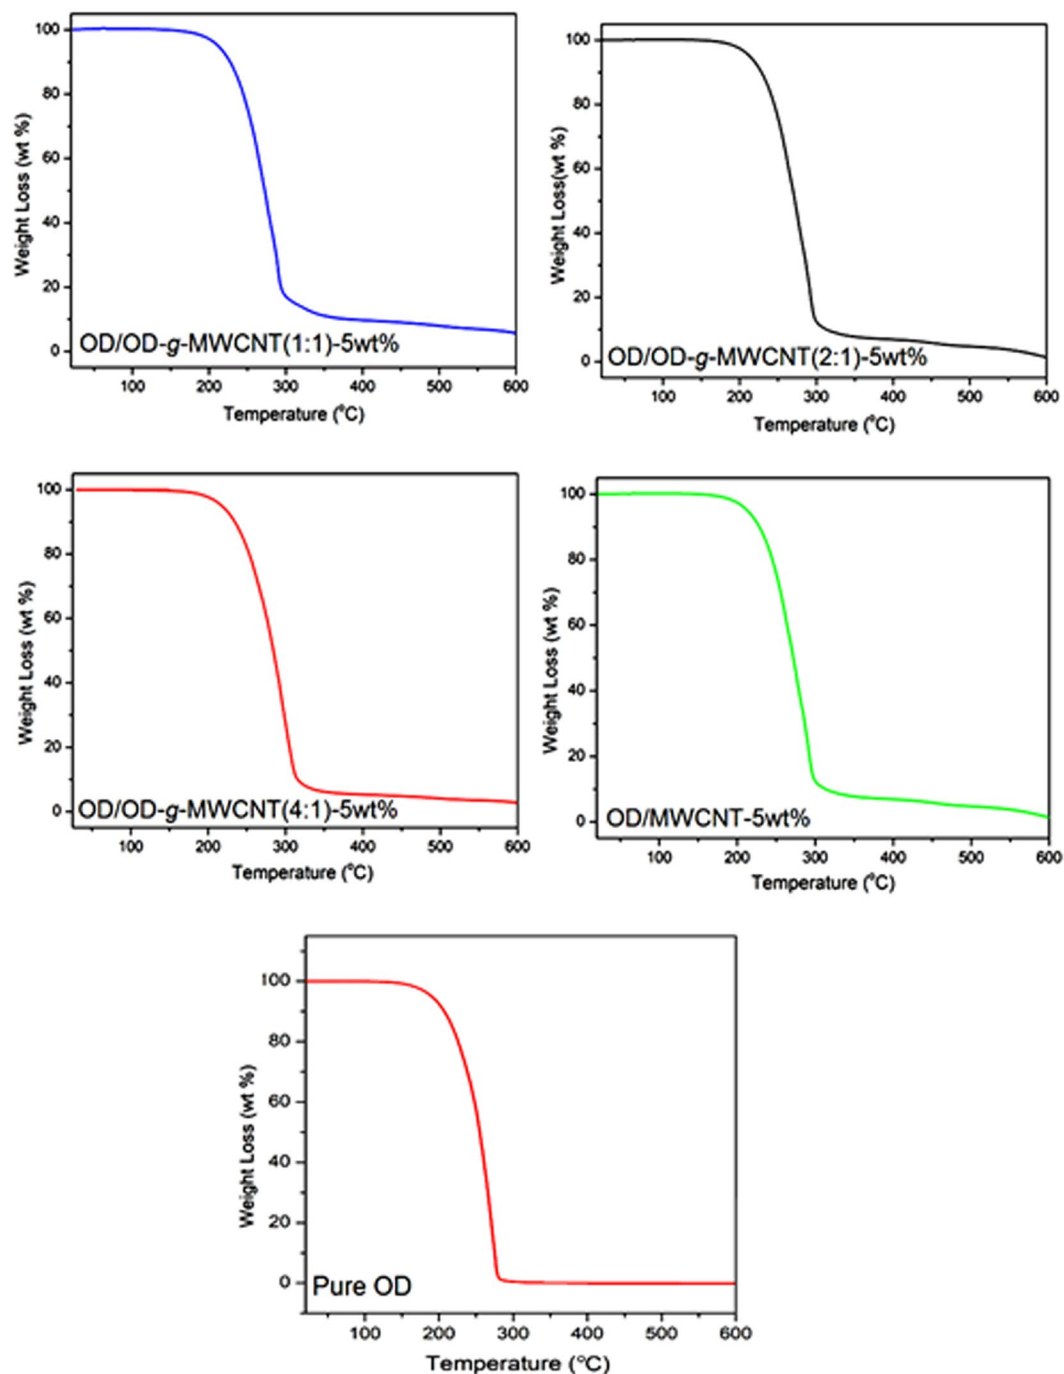 100
80
60
40
20
0
Weight Loss (wt %)
OD/OD-g-MWCNT(1:1)-5wt%
100 200 300 400 500 600
Temperature (⁰C)
100
80
60
40
20
0
Weight Loss(wt %)
OD/OD-g-MWCNT(2:1)-5wt%
100 200 300 400 500 600
Temperature (⁰C)
100
80
60
40
20
0
Weight Loss (wt %)
OD/OD-g-MWCNT(4:1)-5wt%
100 200 300 400 500 600
Temperature (⁰C)
100
80
60
40
20
0
Weight Loss (wt %)
OD/MWCNT-5wt%
100 200 300 400 500 600
Temperature (⁰C)
100
80
60
40
20
0
Weight Loss (wt %)
Pure OD
100 200 300 400 500 600
Temperature (°C)